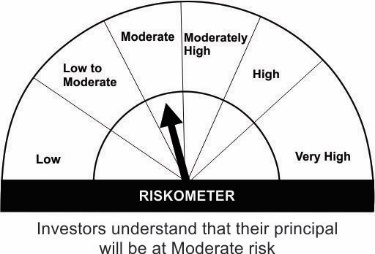 Moderate
Moderately
High
Low to
Moderate
High
Low
Very High
RISKOMETER
Investors understand that their principal
will be at Moderate risk